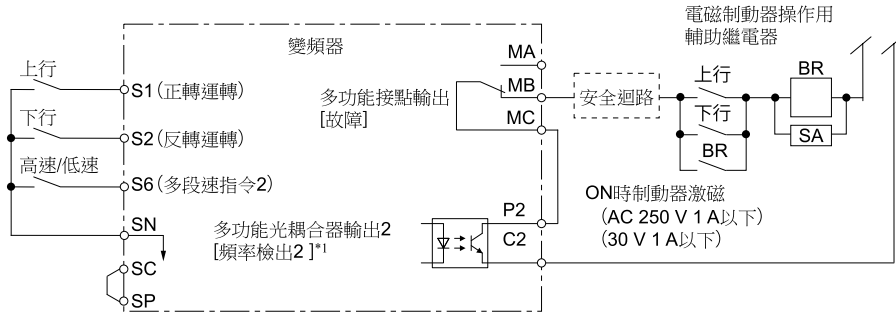 電磁制動器操作用
輔助繼電器
變頻器
MA
上行
S1 (正轉運轉)
多功能接點輸出
[故障]
MB
MC
安全迴路
上行
下行
BR
BR
SA
下行
S2 (反轉運轉)
高速/低速
S6 (多段速指令2)
ON時制動器激磁
(AC 250 V 1 A以下)
(30 V 1 A以下)
SN
多功能光耦合器輸出2
[頻率檢出2 ]*1
P2
C2
SC
SP